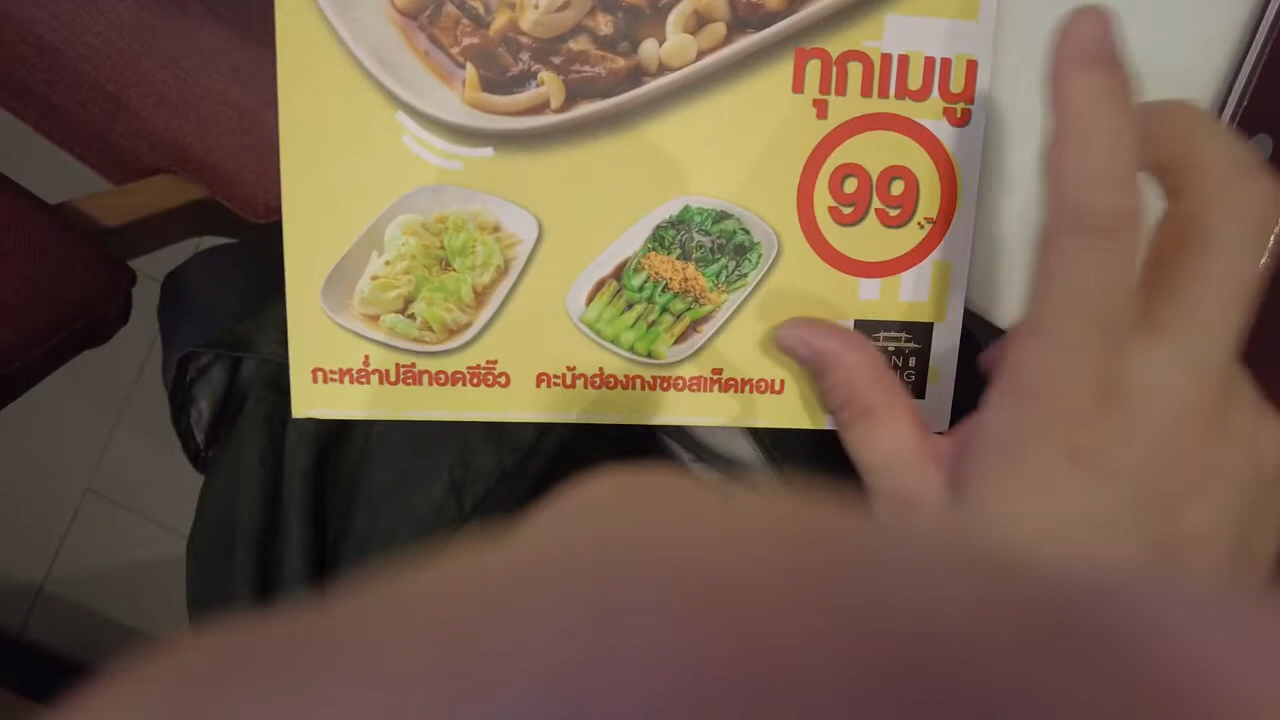 ทุกเมนู
99.-
กะหล่ำปลีทอดซีอิ๊ว
คะน้าฮ่องกงซอสเห็ดหอม